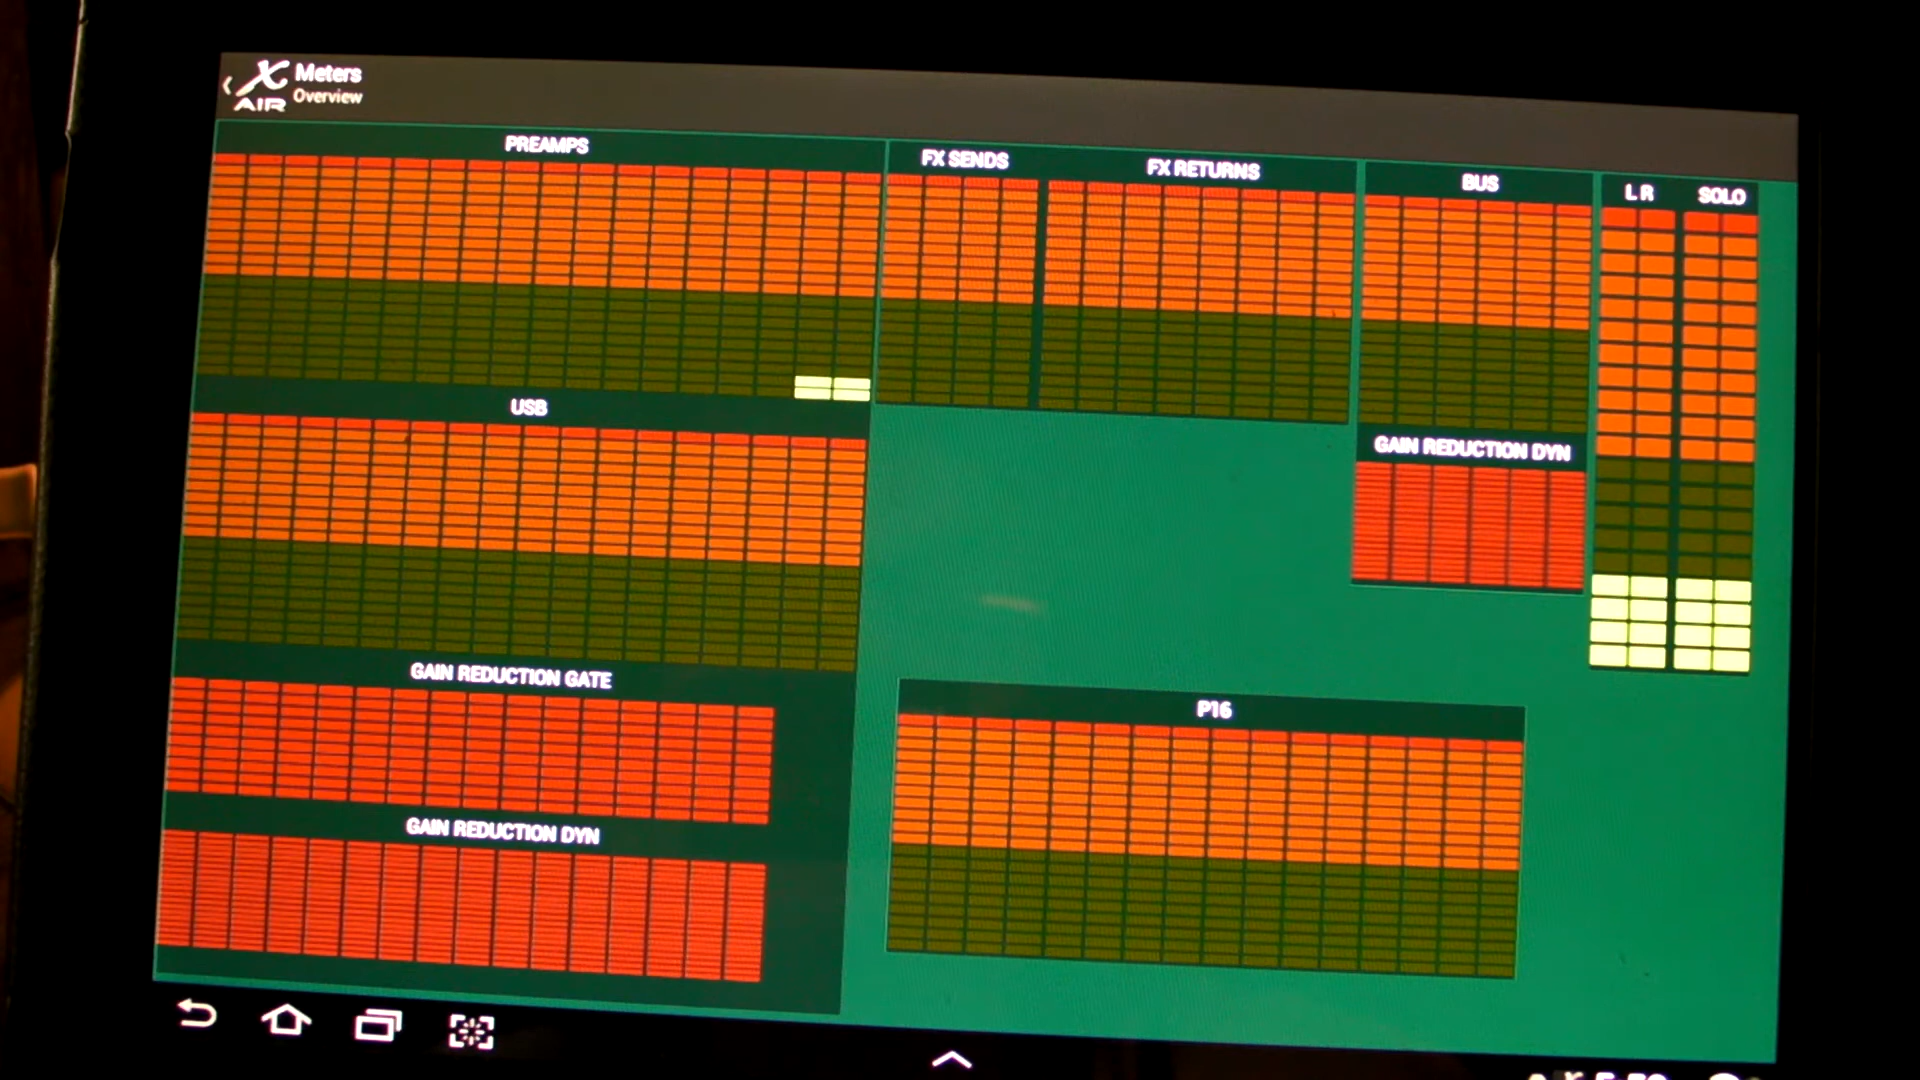 X AIR
Meters
Overview
PREAMPS
FX SENDS
FX RETURNS
BUS
L R
SOLO
USB
GAIN REDUCTION DYN
GAIN REDUCTION GATE
P16
GAIN REDUCTION DYN